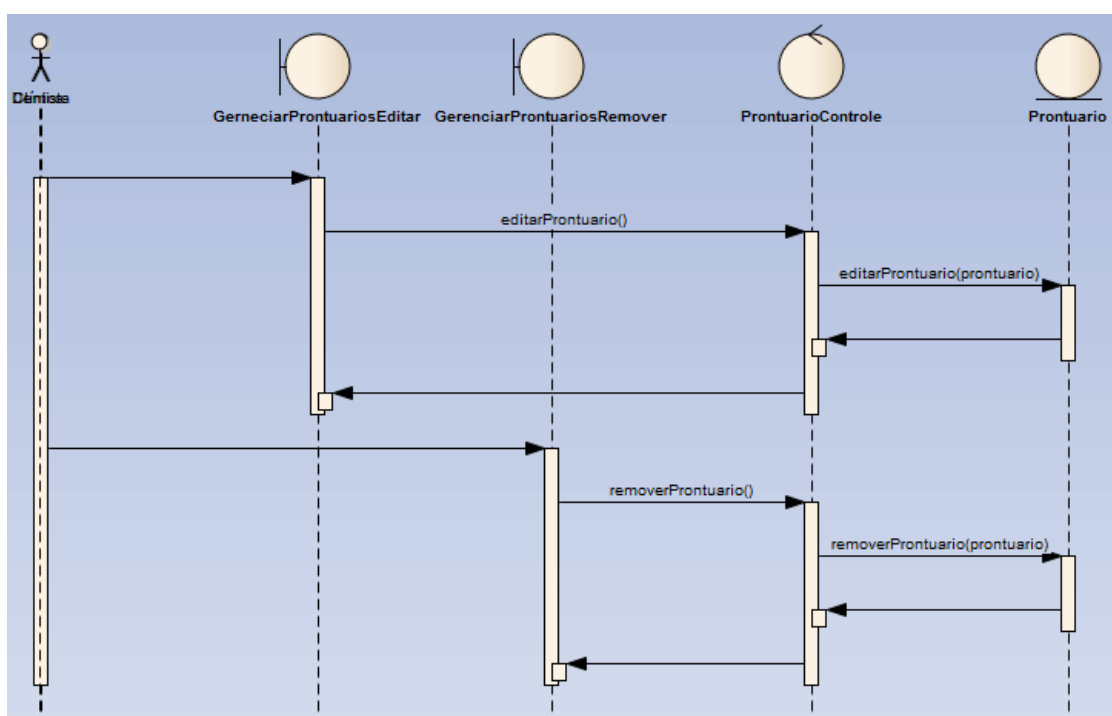 GerneciarProntuariosEditar
GerenciarProntuariosRemover
ProntuarioControle
Prontuario
editarProntuario()
editarProntuario(prontuario)
removerProntuario()
removerProntuario(prontuario)